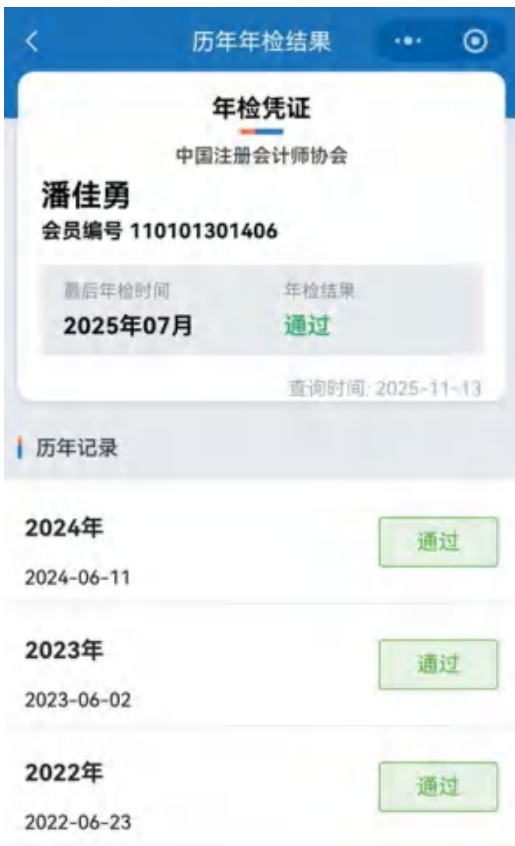 历年年检结果
年检凭证
中国注册会计师协会
潘佳勇
会员编号 110101301406
最后年检时间 年检结果
2025年07月 通过
查询时间: 2025-11-13
历年记录
2024年 通过
2024-06-11
2023年 通过
2023-06-02
2022年 通过
2022-06-23